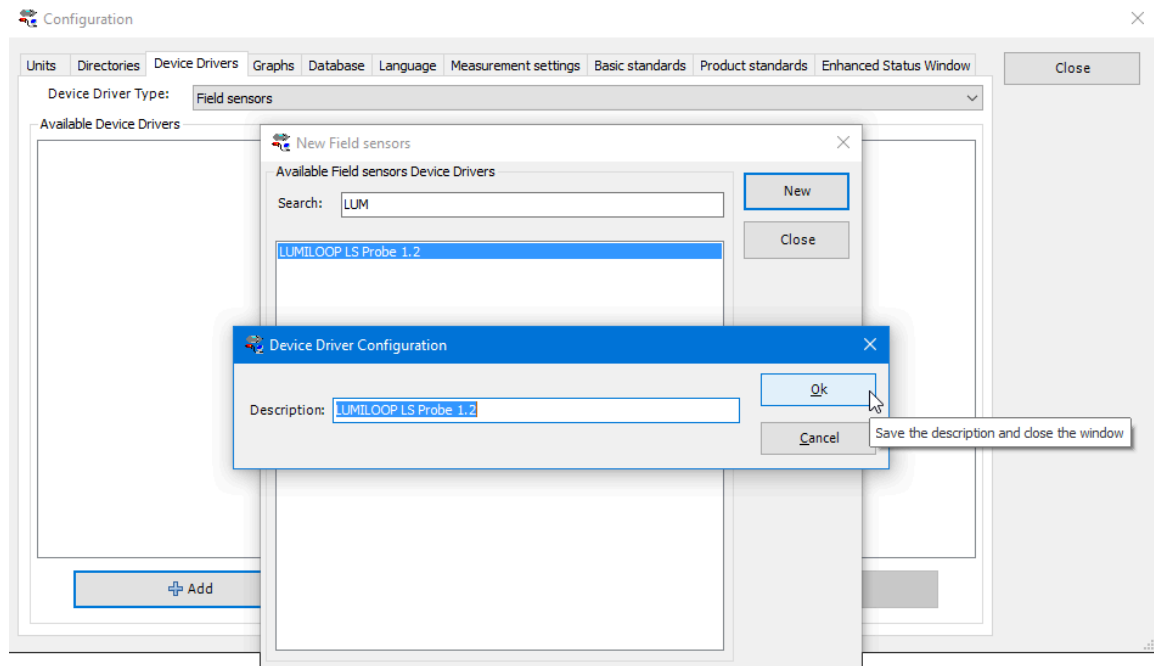 Configuration
Units Directories Device Drivers Graphs Database Language Measurement settings Basic standards Product standards Enhanced Status Window
Close
Device Driver Type: Field sensors
Available Device Drivers
New Field sensors
Available Field sensors Device Drivers
Search: LUM
New
Close
LUMILOOP LS Probe 1.2
Device Driver Configuration
Description: LUMILOOP LS Probe 1.2
Ok
Cancel
Save the description and close the window
Add